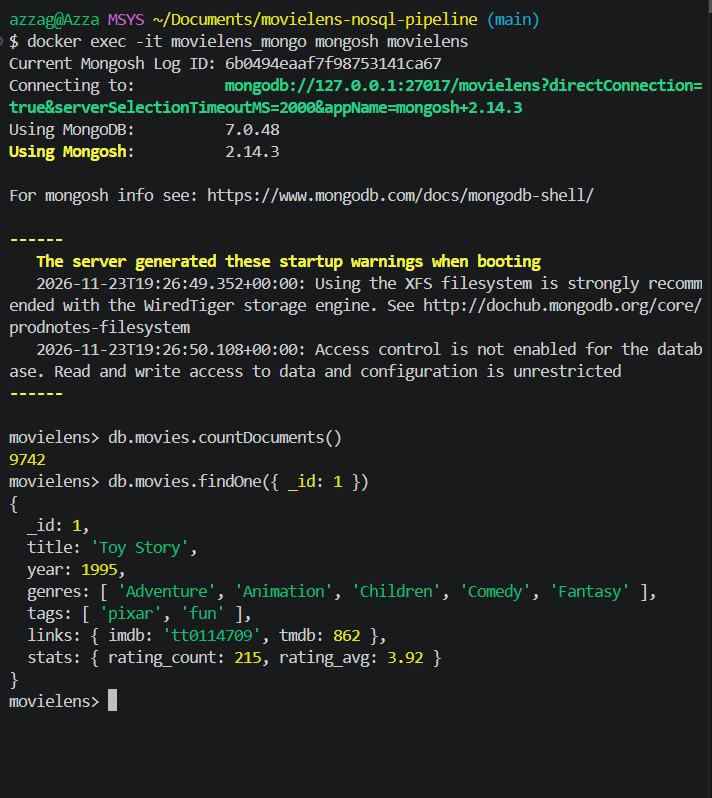 azzag@Azza MSYS ~/Documents/movielens-nosql-pipeline (main)
$ docker exec -it movielens_mongo mongosh movielens
Current Mongosh Log ID: 6b0494eaaf7f98753141ca67
Connecting to:          mongodb://127.0.0.1:27017/movielens?directConnection=
true&serverSelectionTimeoutMS=2000&appName=mongosh+2.14.3
Using MongoDB:          7.0.48
Using Mongosh:          2.14.3
For mongosh info see: https://www.mongodb.com/docs/mongodb-shell/
------
   The server generated these startup warnings when booting
   2026-11-23T19:26:49.352+00:00: Using the XFS filesystem is strongly recomm
ended with the WiredTiger storage engine. See http://dochub.mongodb.org/core/
prodnotes-filesystem
   2026-11-23T19:26:50.108+00:00: Access control is not enabled for the datab
ase. Read and write access to data and configuration is unrestricted
------
movielens> db.movies.countDocuments()
9742
movielens> db.movies.findOne({ _id: 1 })
{
  _id: 1,
  title: 'Toy Story',
  year: 1995,
  genres: [ 'Adventure', 'Animation', 'Children', 'Comedy', 'Fantasy' ],
  tags: [ 'pixar', 'fun' ],
  links: { imdb: 'tt0114709', tmdb: 862 },
  stats: { rating_count: 215, rating_avg: 3.92 }
}
movielens>